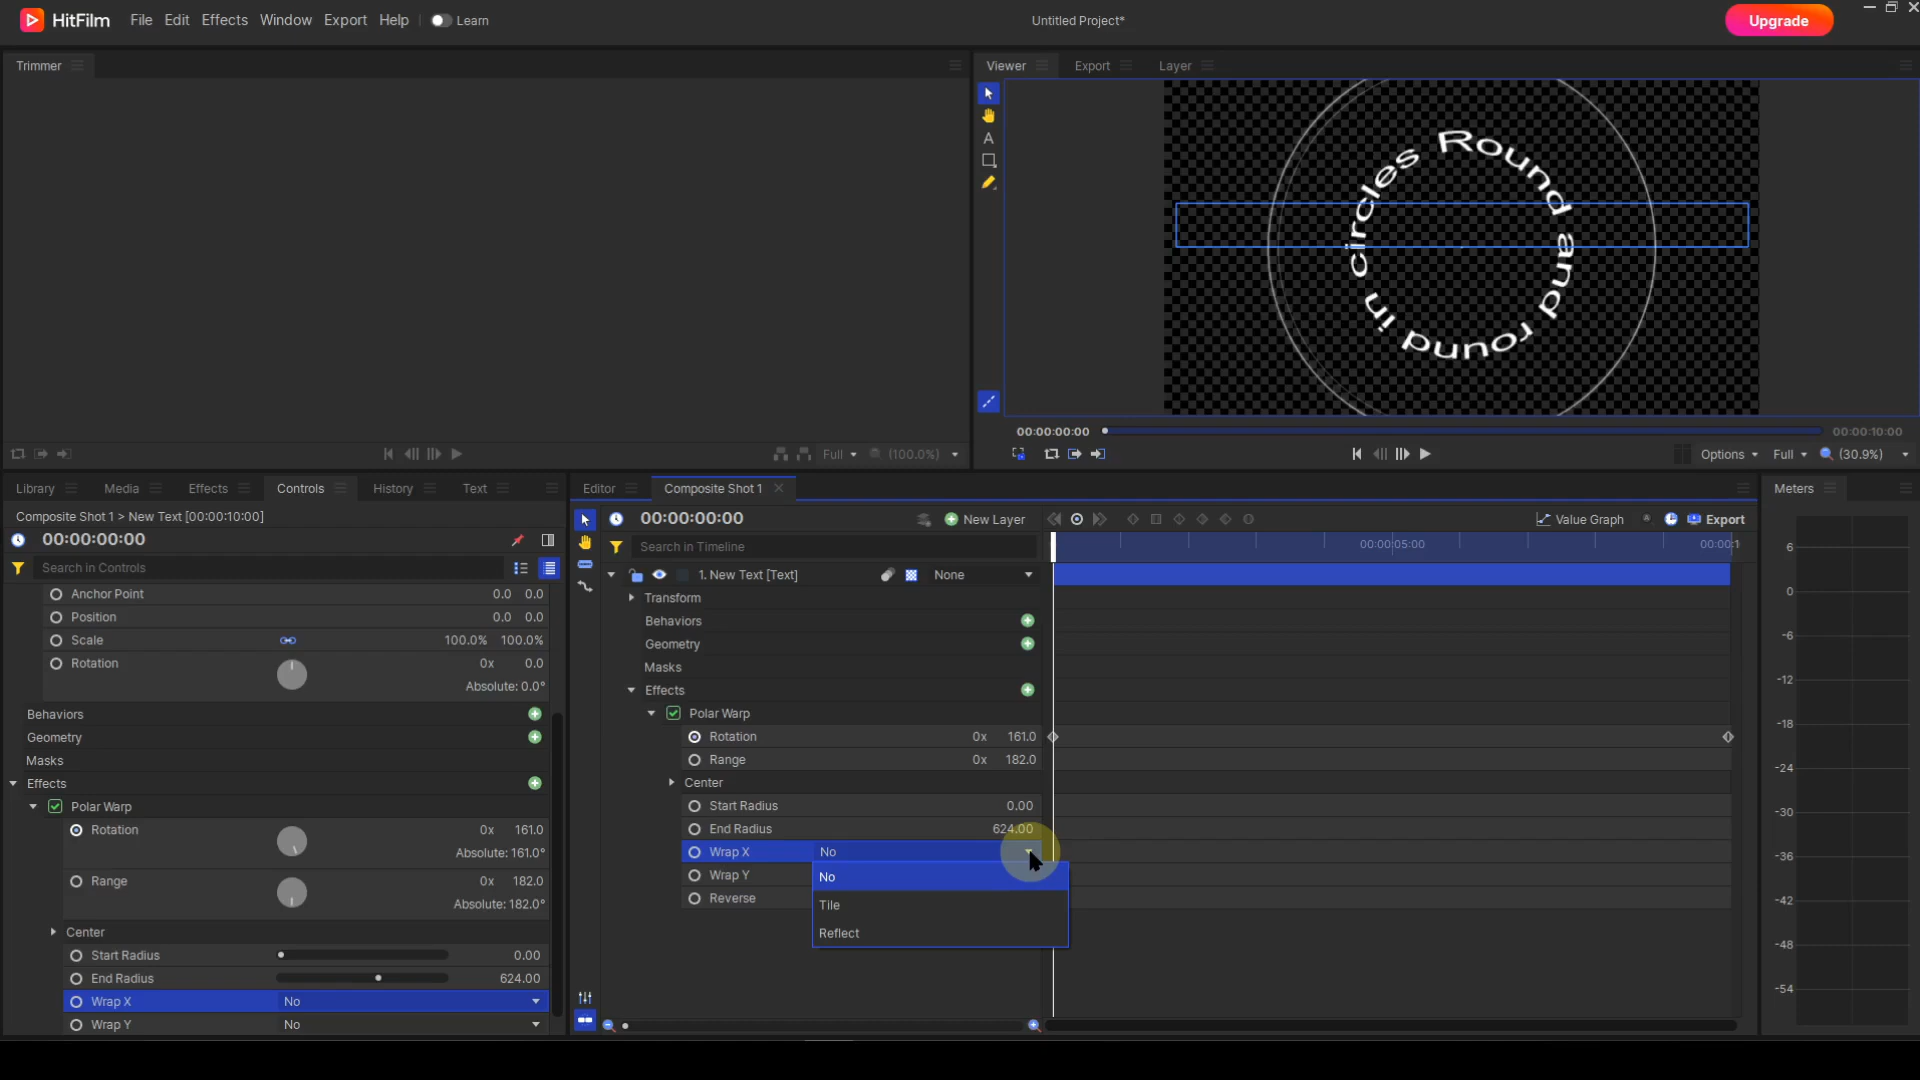 HitFilm File Edit Effects Window Export Help Learn Untitled Project* Upgrade
Trimmer
Viewer Export Layer
A
Round and round in circles
00:00:00:00 00:00:10:00
Full (100.0%)
Options Full (30.9%)
Library Media Effects Controls History Text
Editor Composite Shot 1
Meters
Composite Shot 1 > New Text [00:00:10:00]
00:00:00:00
Search in Controls
Anchor Point 0.0 0.0
Position 0.0 0.0
Scale 100.0% 100.0%
Rotation 0x 0.0
Absolute: 0.0°
Behaviors
Geometry
Masks
Effects
Polar Warp
Rotation 0x 161.0
Absolute: 161.0°
Range 0x 182.0
Absolute: 182.0°
Center
Start Radius 0.00
End Radius 624.00
Wrap X No
Wrap Y No
00:00:00:00 New Layer Value Graph Export
Search in Timeline
00:00:05:00 00:00:1
1. New Text [Text] None
Transform
Behaviors
Geometry
Masks
Effects
Polar Warp
Rotation 0x 161.0
Range 0x 182.0
Center
Start Radius 0.00
End Radius 624.00
Wrap X No
Wrap Y
Reverse
No
Tile
Reflect
6
0
-6
-12
-18
-24
-30
-36
-42
-48
-54